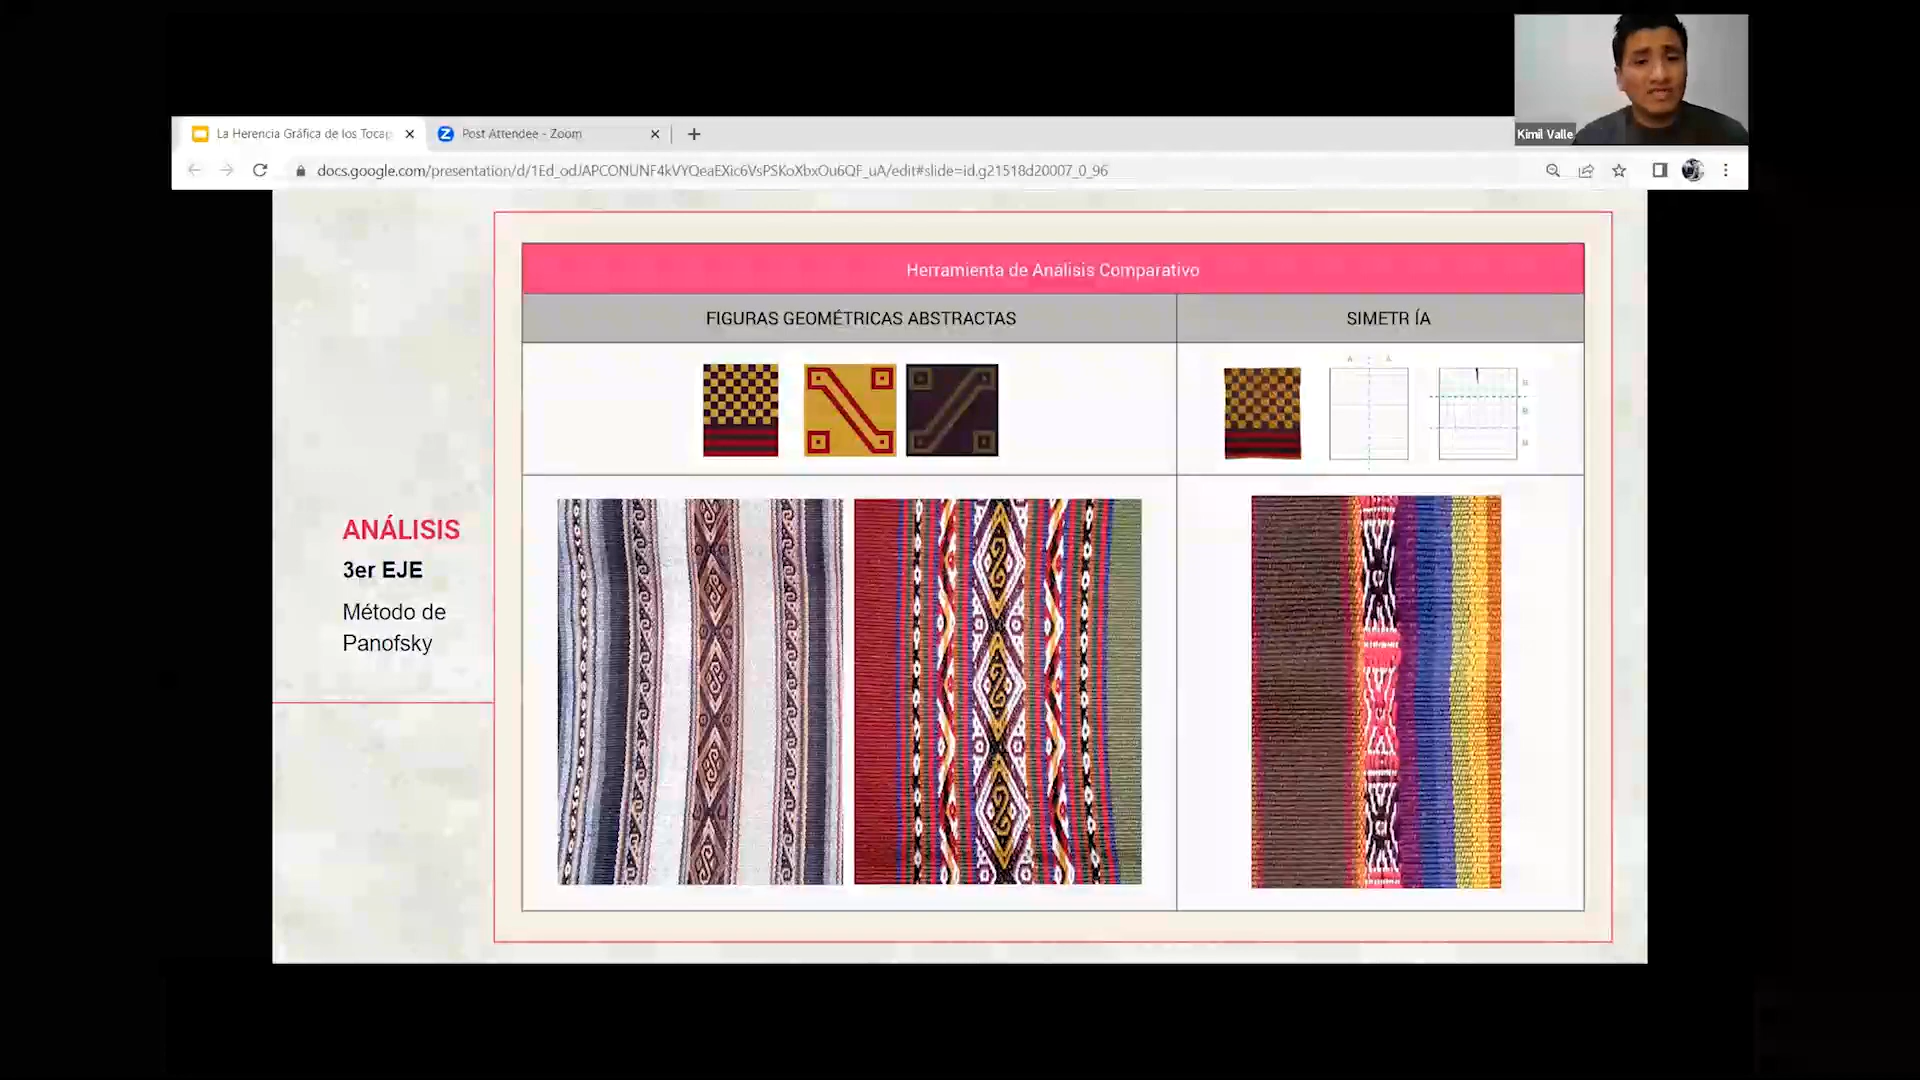 Kimil Valle
La Herencia Gráfica de los Tocap
Post Attendee - Zoom
docs.google.com/presentation/d/1Ed_odJAPCONUNF4kVYQeaEXic6VsPSKoXbxOu6QF_uA/edit#slide=id.g21518d20007_0_96
Herramienta de Análisis Comparativo
FIGURAS GEOMÉTRICAS ABSTRACTAS
SIMETR ÍA
ANÁLISIS
3er EJE
Método de
Panofsky